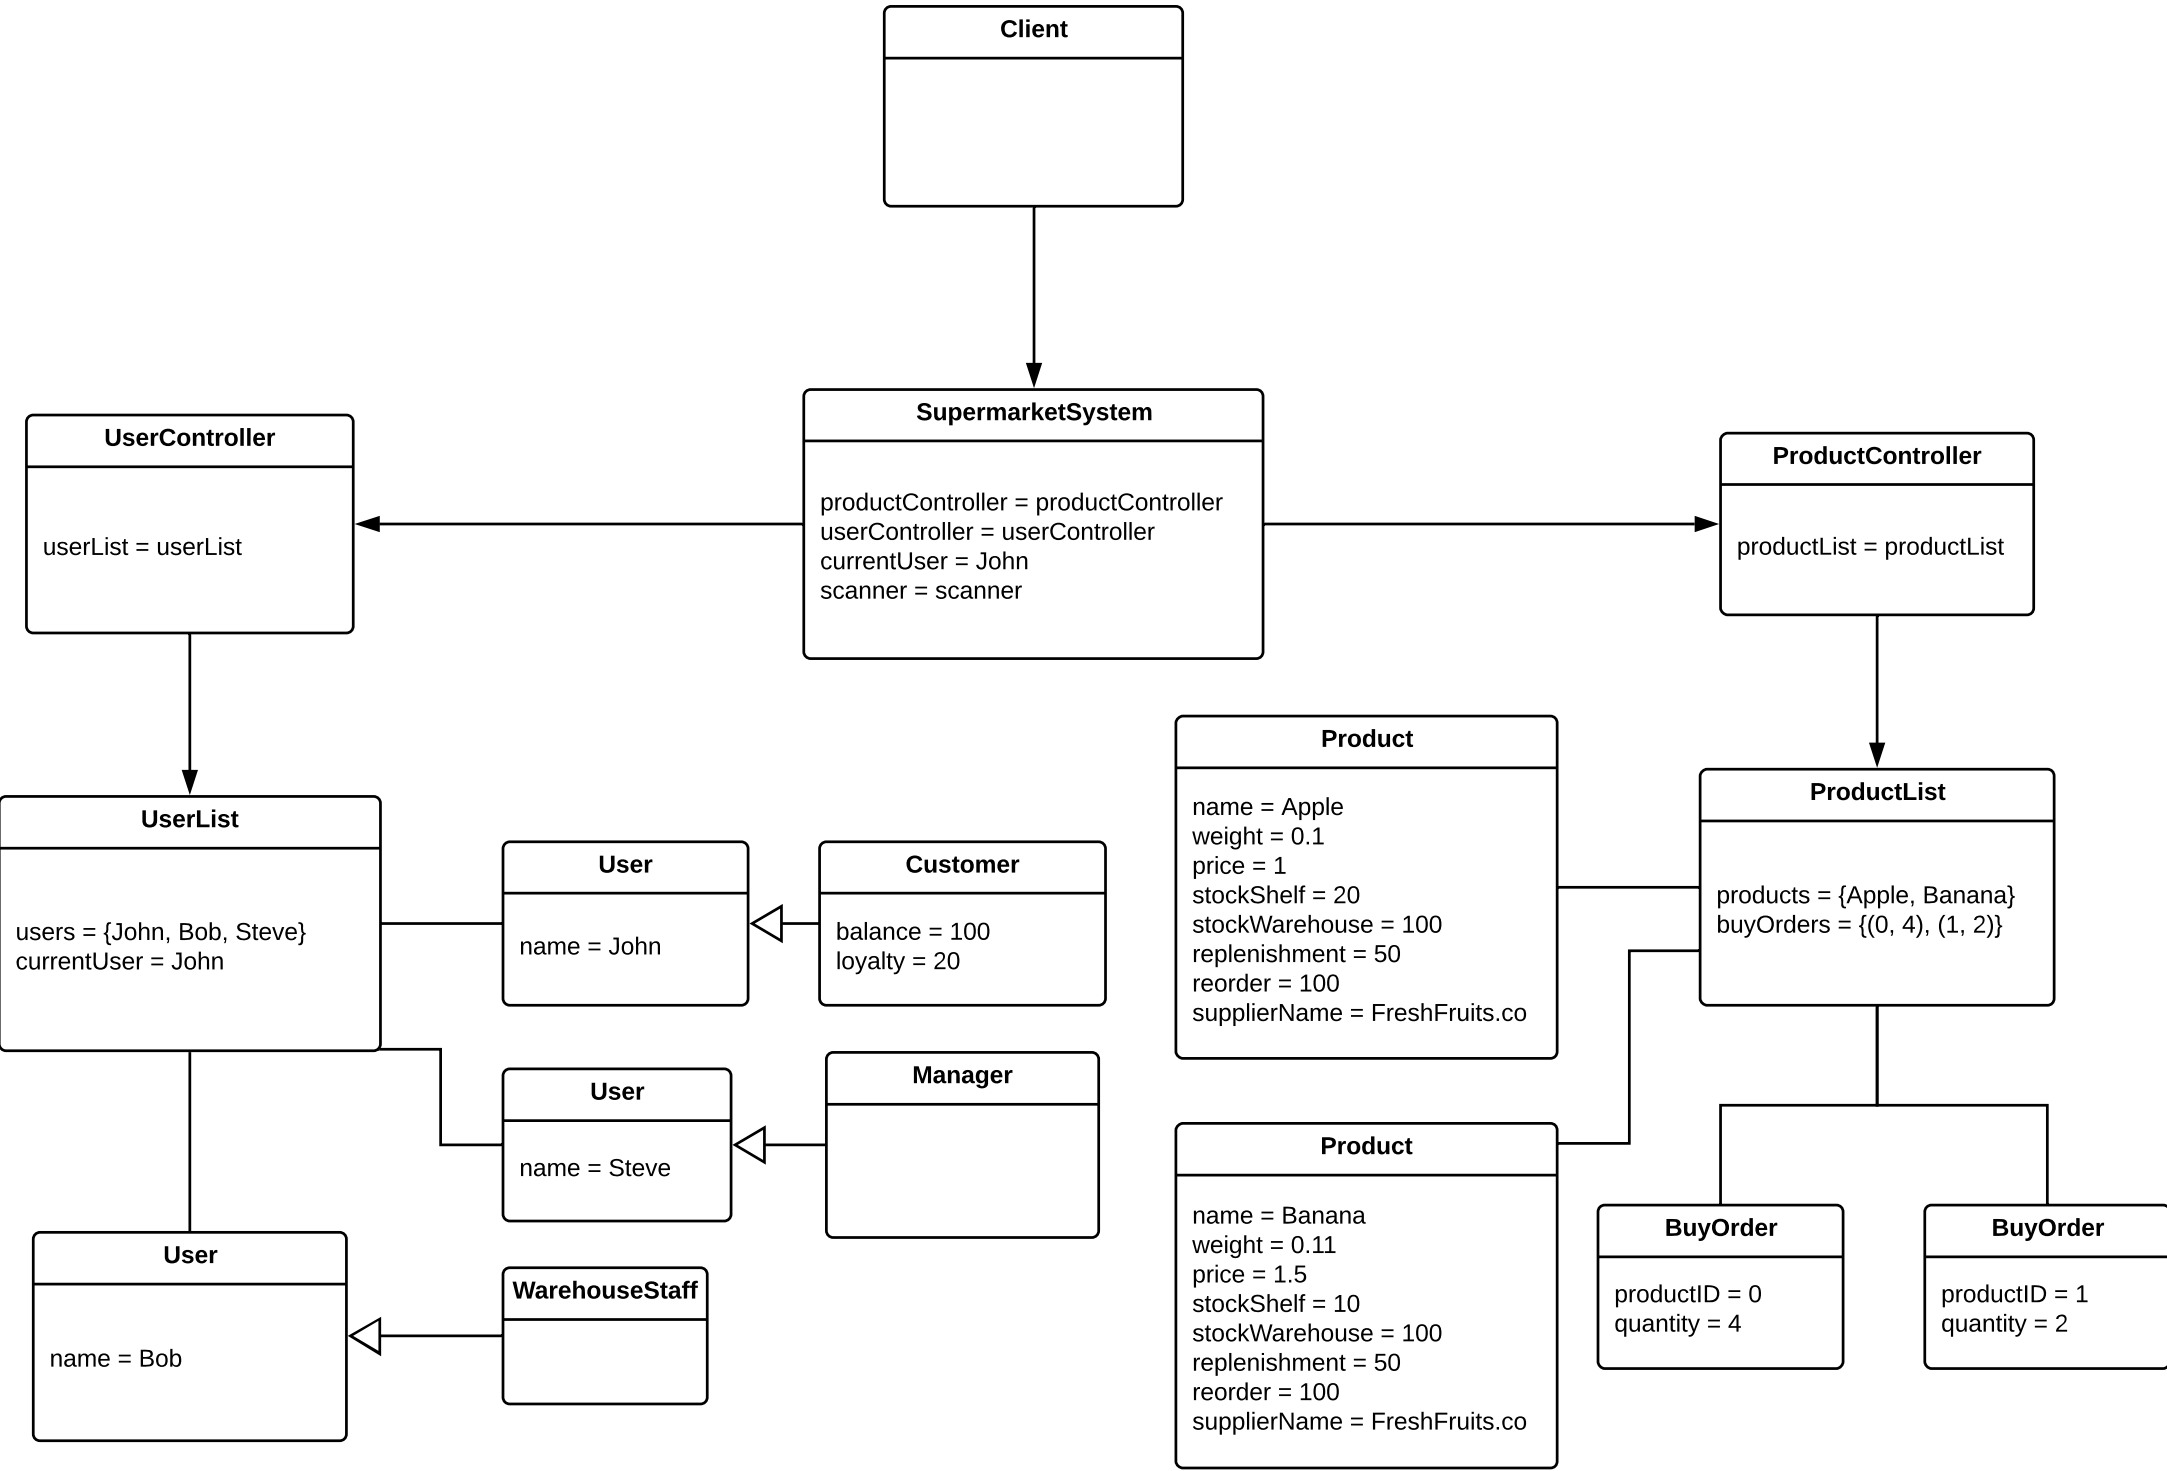 Client
SupermarketSystem
productController = productController
userController = userController
currentUser = John
scanner = scanner
UserController
userList = userList
ProductController
productList = productList
UserList
users = {John, Bob, Steve}
currentUser = John
User
name = John
Customer
balance = 100
loyalty = 20
User
name = Steve
Manager
User
name = Bob
WarehouseStaff
Product
name = Apple
weight = 0.1
price = 1
stockShelf = 20
stockWarehouse = 100
replenishment = 50
reorder = 100
supplierName = FreshFruits.co
ProductList
products = {Apple, Banana}
buyOrders = {(0, 4), (1, 2)}
Product
name = Banana
weight = 0.11
price = 1.5
stockShelf = 10
stockWarehouse = 100
replenishment = 50
reorder = 100
supplierName = FreshFruits.co
BuyOrder
productID = 0
quantity = 4
BuyOrder
productID = 1
quantity = 2